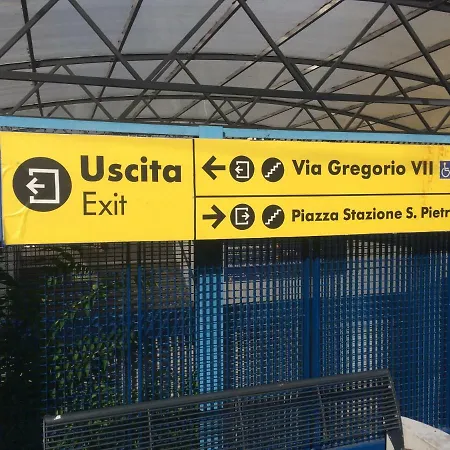 Uscita
Exit
Via Gregorio VII
Piazza Stazione S. Pietr